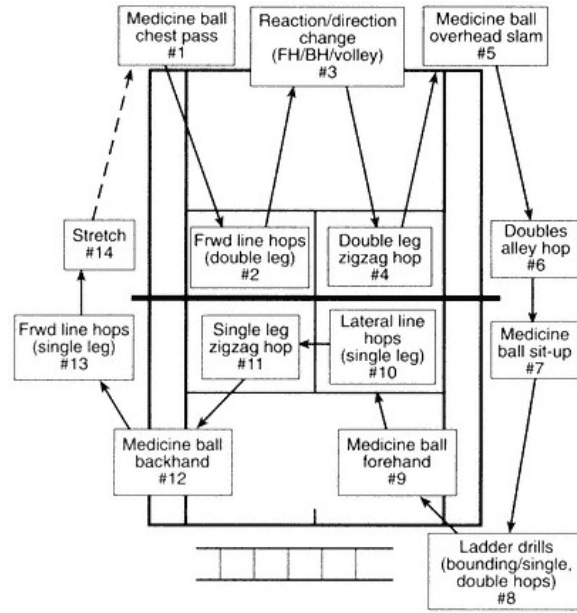 Medicine ball
chest pass
#1
Reaction/direction
change
(FH/BH/volley)
#3
Medicine ball
overhead slam
#5
Stretch
#14
Frwd line hops
(double leg)
#2
Double leg
zigzag hop
#4
Doubles
alley hop
#6
Frwd line hops
(single leg)
#13
Single leg
zigzag hop
#11
Lateral line
hops
(single leg)
#10
Medicine
ball sit-up
#7
Medicine ball
backhand
#12
Medicine ball
forehand
#9
Ladder drills
(bounding/single,
double hops)
#8